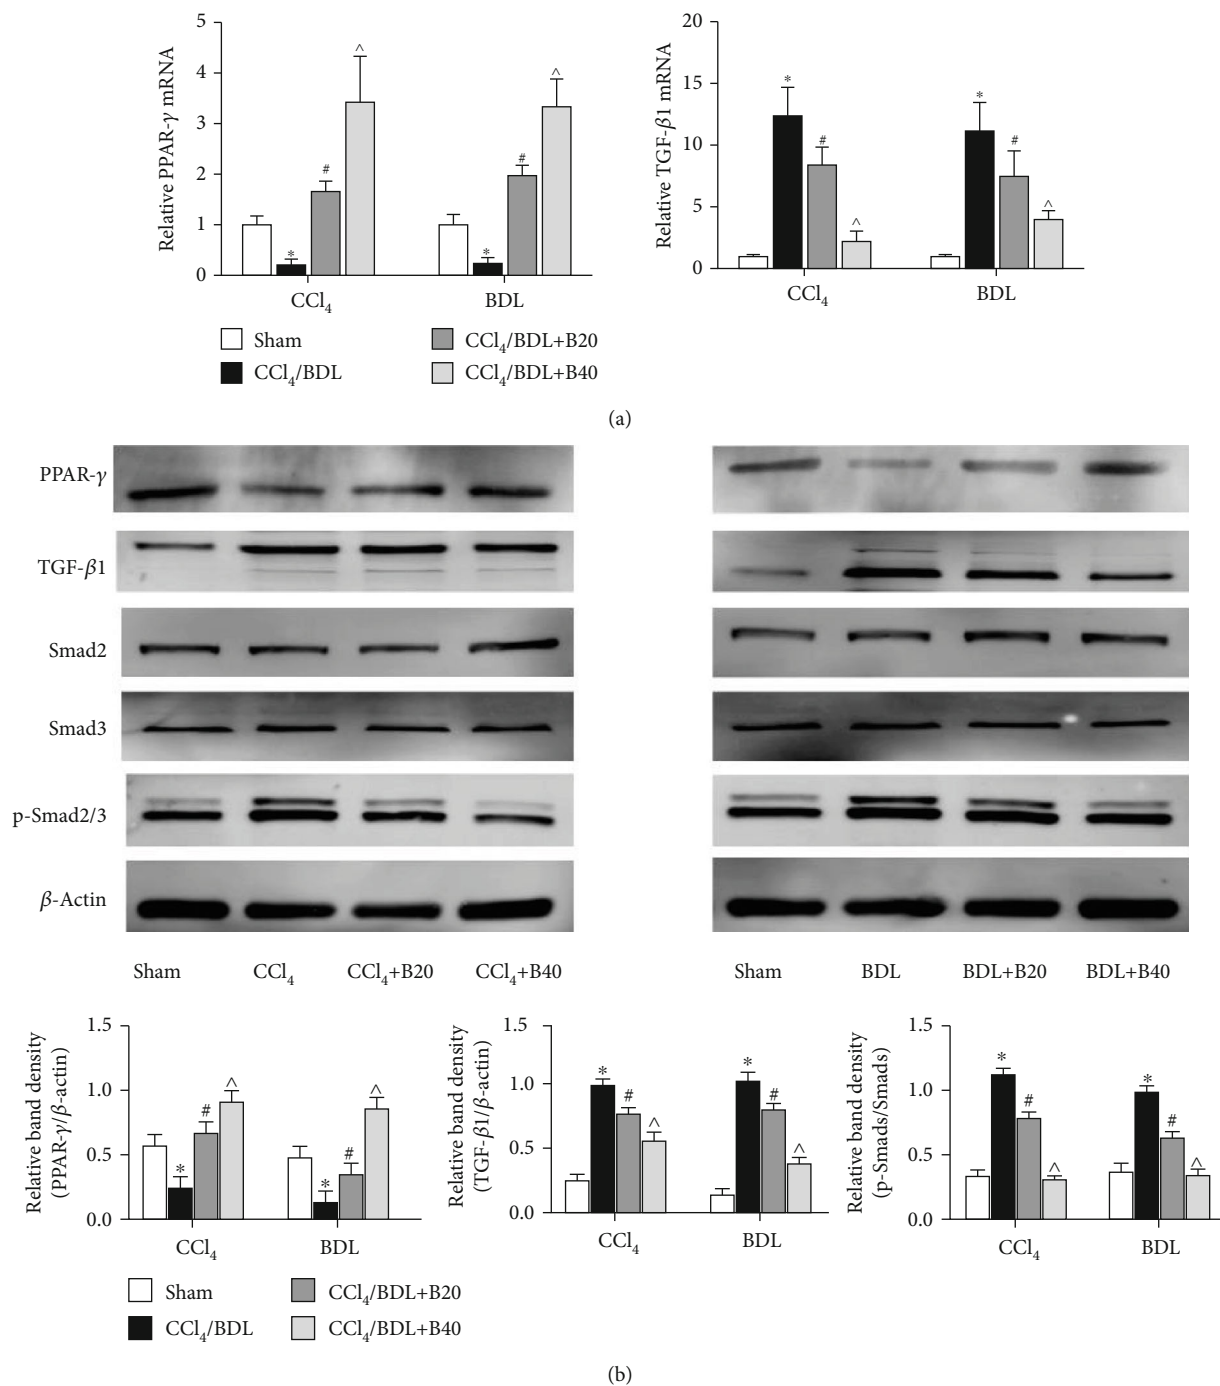 Relative PPAR-γ mRNA
5
4
3
2
1
0
*
#
^
*
#
^
CCl₄
BDL
Relative TGF-β1 mRNA
20
15
10
5
0
*
#
^
*
#
^
CCl₄
BDL
Sham
CCl₄/BDL+B20
CCl₄/BDL
CCl₄/BDL+B40
(a)
PPAR-γ
TGF-β1
Smad2
Smad3
p-Smad2/3
β-Actin
Sham CCl₄ CCl₄+B20 CCl₄+B40
Sham BDL BDL+B20 BDL+B40
Relative band density
(PPAR-γ/β-actin)
1.5
1.0
0.5
0.0
*
#
^
*
#
^
CCl₄
BDL
Relative band density
(TGF-β1/β-actin)
1.5
1.0
0.5
0.0
*
#
^
*
#
^
CCl₄
BDL
Relative band density
(p-Smads/Smads)
1.5
1.0
0.5
0.0
*
#
^
*
#
^
CCl₄
BDL
Sham
CCl₄/BDL+B20
CCl₄/BDL
CCl₄/BDL+B40
(b)